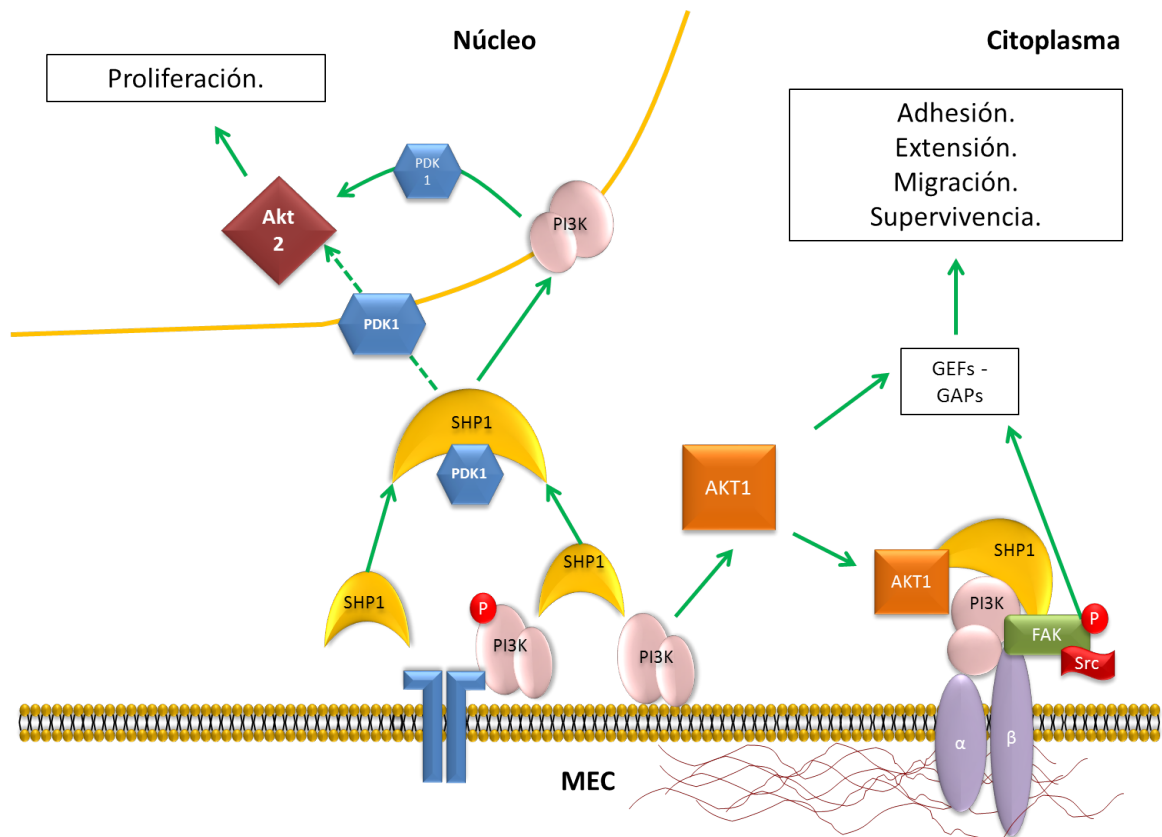 Núcleo
Citoplasma
Proliferación.
Adhesión.
Extensión.
Migración.
Supervivencia.
PDK
1
PI3K
Akt
2
PDK1
GEFs -
GAPs
SHP1
PDK1
AKT1
SHP1
SHP1
SHP1
AKT1
P
PI3K
PI3K
PI3K
FAK
P
Src
α
β
MEC